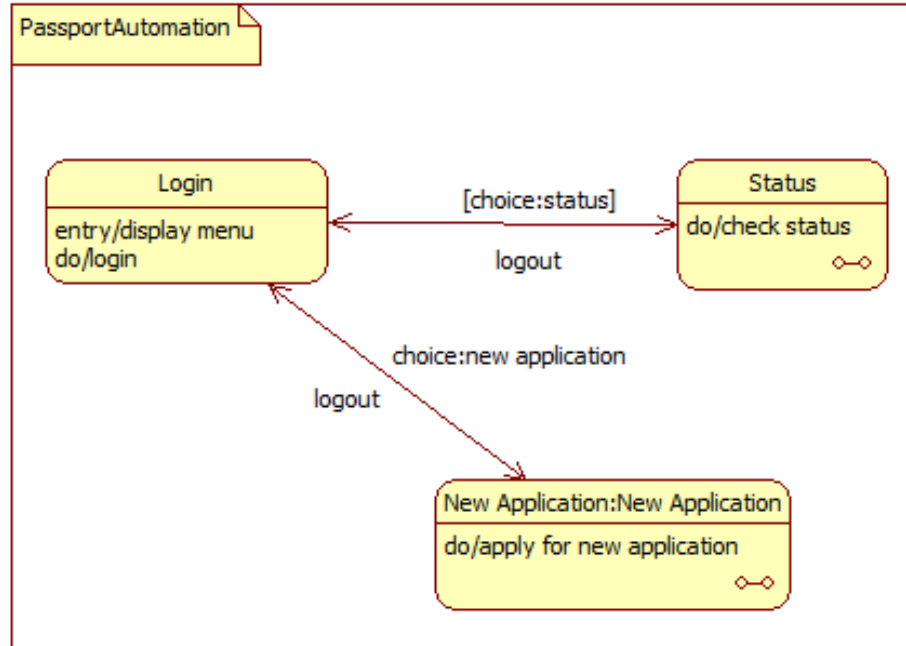 PassportAutomation
Login
entry/display menu
do/login
[choice:status]
logout
Status
do/check status
choice:new application
logout
New Application:New Application
do/apply for new application